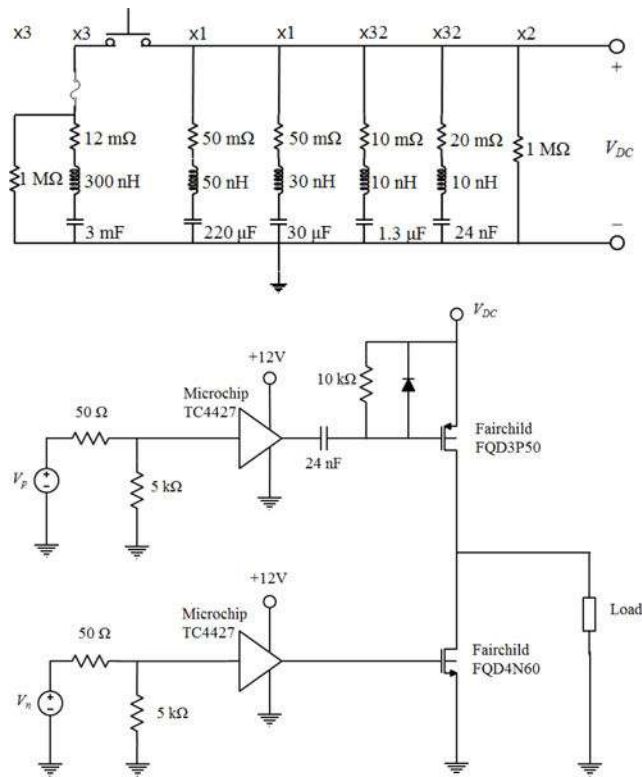 x3 x3 x1 x1 x32 x32 x2
+
12 mΩ 50 mΩ 50 mΩ 10 mΩ 20 mΩ
1 MΩ 300 nH 50 nH 30 nH 10 nH 10 nH 1 MΩ V_DC
3 mF 220 μF 30 μF 1.3 μF 24 nF
−
V_DC
+12V
Microchip
TC4427
10 kΩ
50 Ω
Fairchild
FQD3P50
24 nF
V_p
+
−
5 kΩ
+12V
Microchip
TC4427
Load
50 Ω
Fairchild
FQD4N60
V_n
+
−
5 kΩ